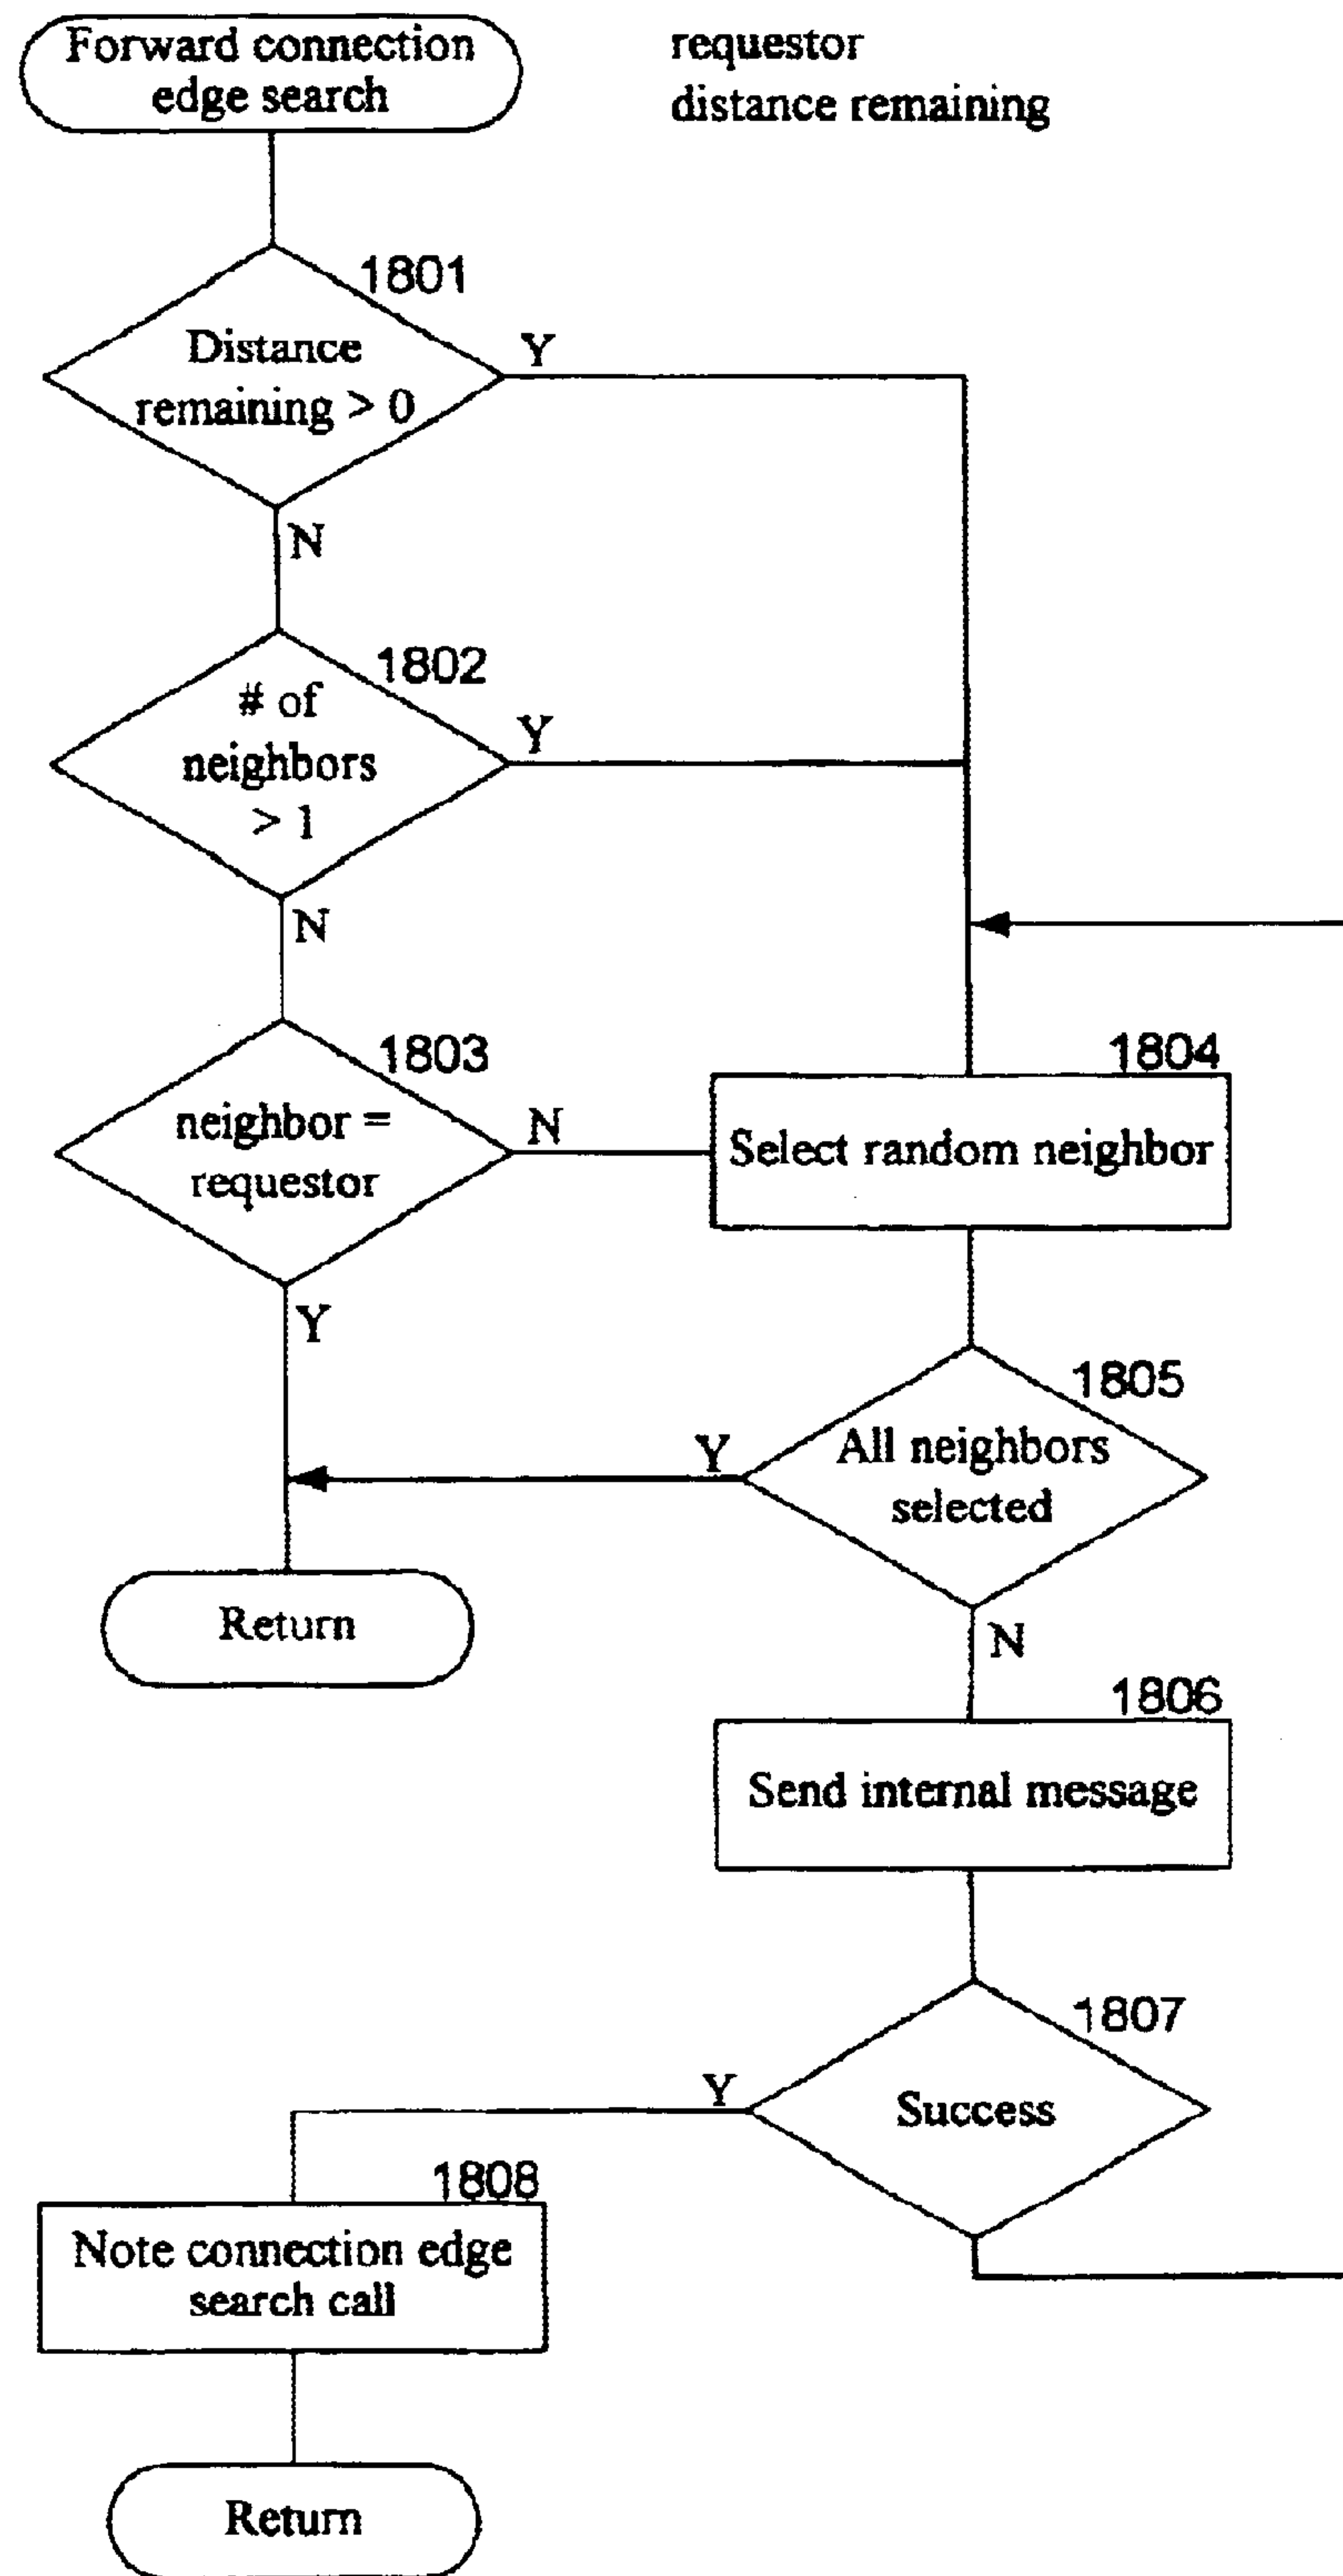 Forward connection
edge search
requestor
distance remaining
1801
Distance
remaining > 0
Y
N
1802
# of
neighbors
> 1
Y
N
1803
neighbor =
requestor
N
Y
1804
Select random neighbor
1805
All neighbors
selected
Y
N
Return
1806
Send internal message
1807
Success
Y
1808
Note connection edge
search call
Return